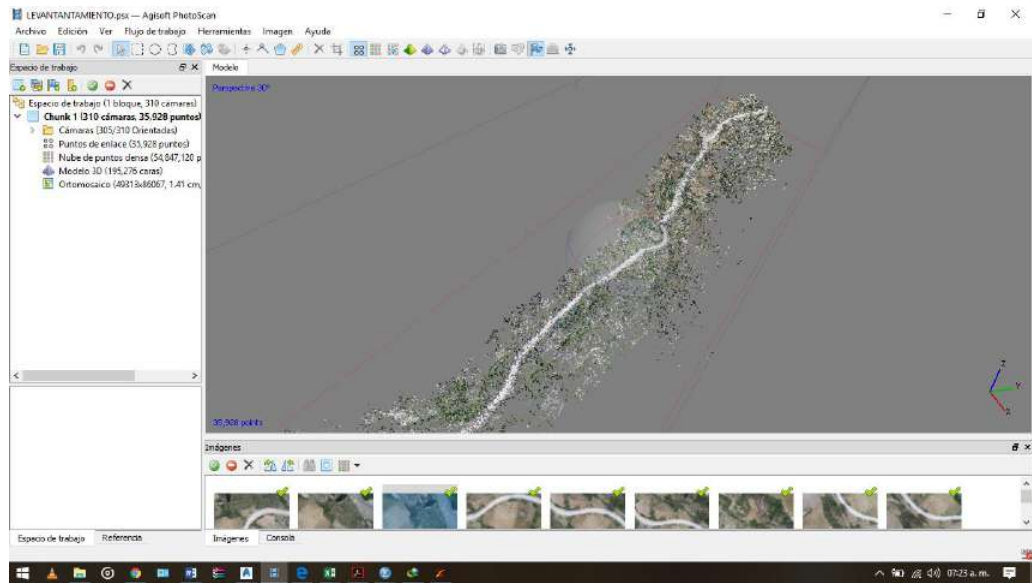 LEVANTANTAMIENTO.psx — Agisoft PhotoScan
Archivo Edición Ver Flujo de trabajo Herramientas Imagen Ayuda
Espacio de trabajo
Modelo
Perspective 30°
Espacio de trabajo (1 bloque, 310 cámaras)
Chunk 1 (310 cámaras, 35,928 puntos)
Cámaras (305/310 Orientadas)
Puntos de enlace (35,928 puntos)
Nube de puntos densa (54,847,120 p
Modelo 3D (195,276 caras)
Ortomosaico (49313x86067, 1.41 cm,
35,928 points
Z
Y
X
Imágenes
Espacio de trabajo Referencia
Imágenes Consola
07:23 a. m.